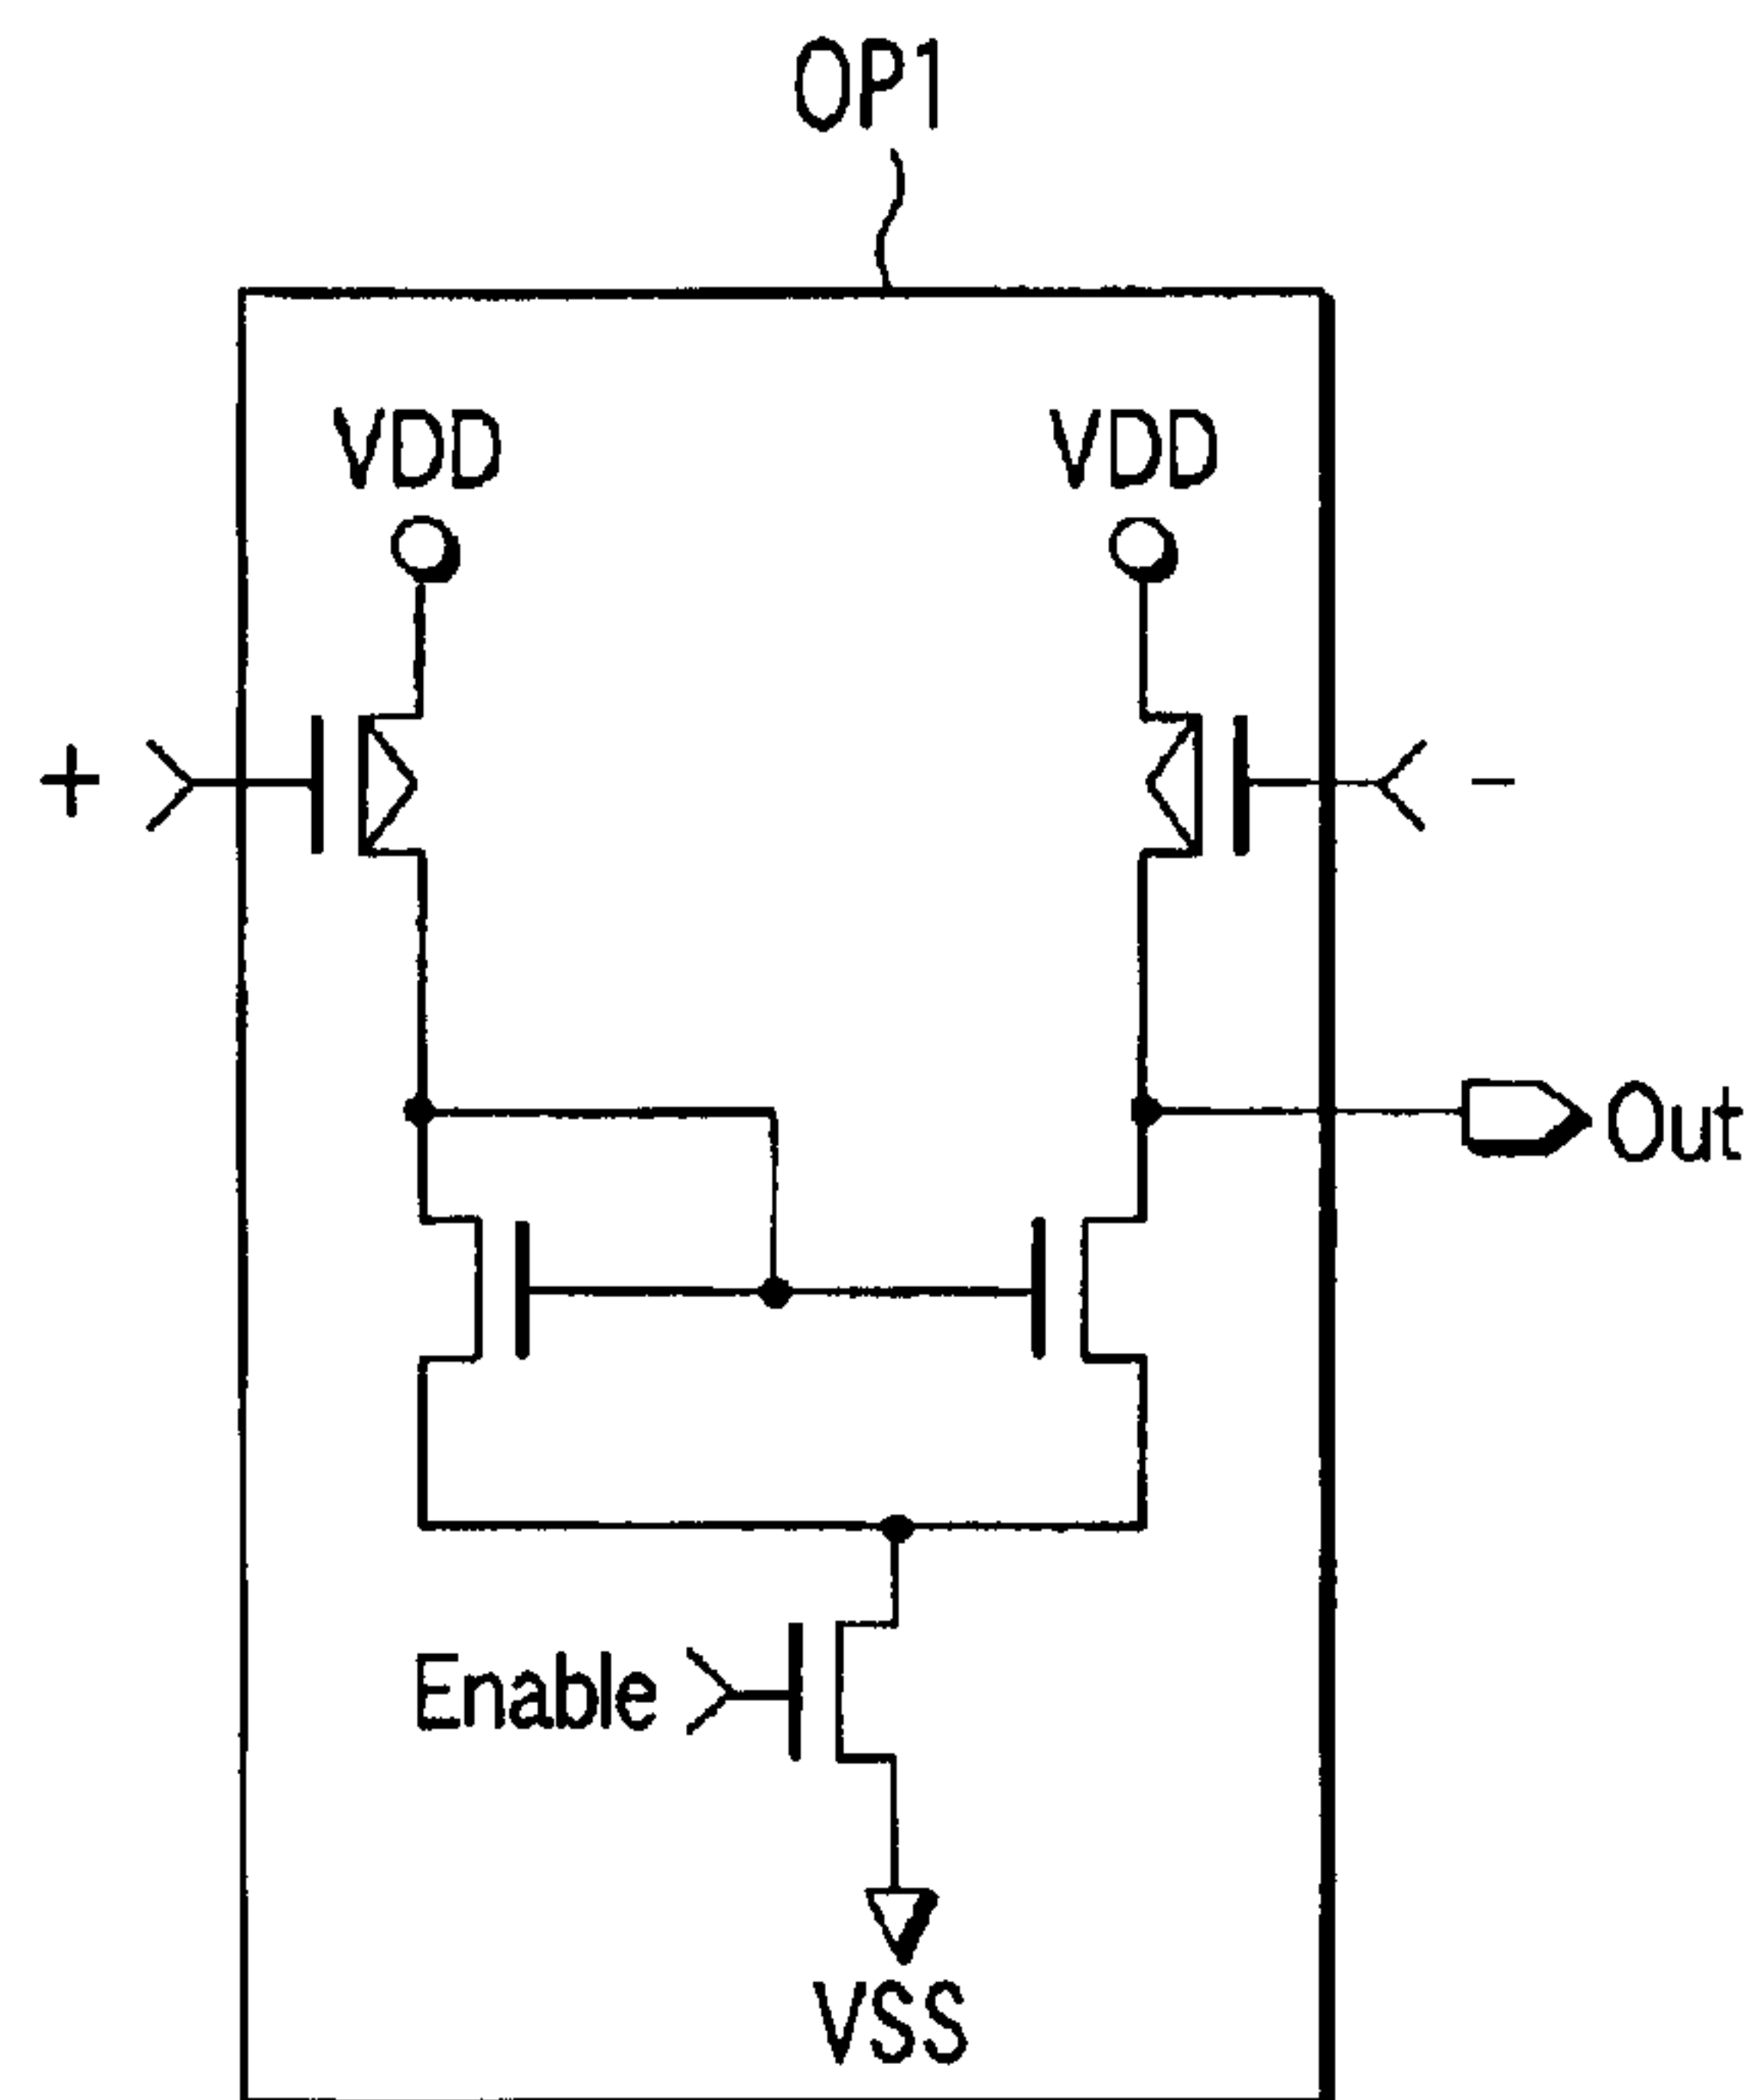 OP1
VDD VDD
+ −
Out
Enable
VSS